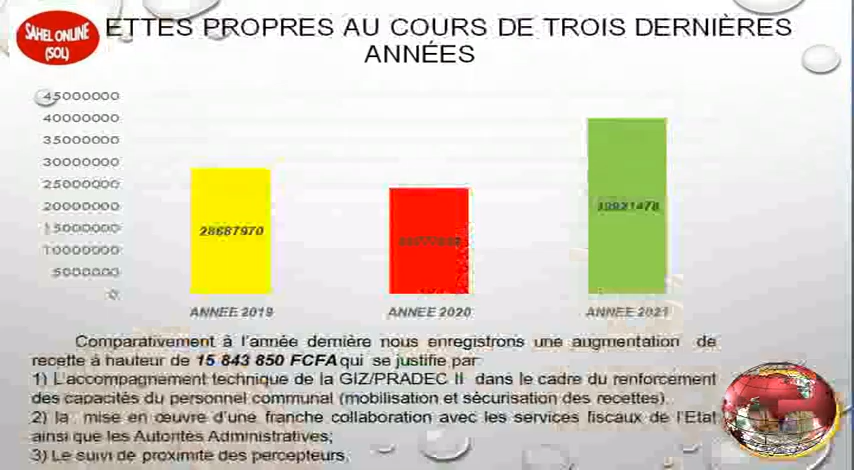 SAHEL ONLINE
(SOL)
ETTES PROPRES AU COURS DE TROIS DERNIÈRES
ANNÉES
45000000
40000000
35000000
30000000
25000000
20000000
15000000
10000000
5000000
0
28687970
ANNEE 2019
ANNEE 2020
ANNEE 2021
Comparativement à l'année dernière nous enregistrons une augmentation de
recette à hauteur de 15 843 850 FCFA qui se justifie par
1) L'accompagnement technique de la GIZ/PRADEC II dans le cadre du renforcement
des capacités du personnel communal (mobilisation et sécurisation des recettes).
2) la mise en œuvre d'une franche collaboration avec les services fiscaux de l'Etat
ainsi que les Autorités Administratives;
3) Le suivi de proximité des percepteurs.